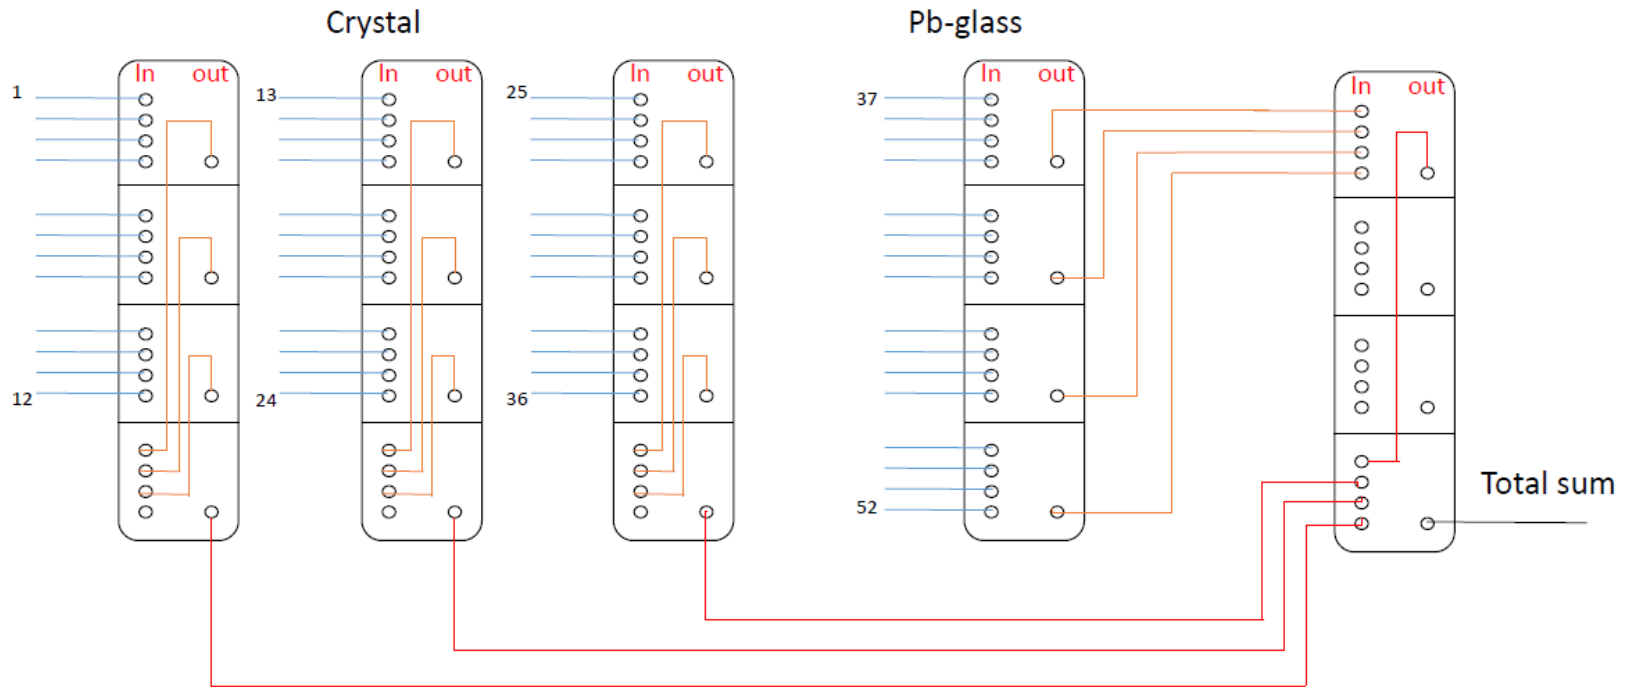 Crystal
Pb-glass
In out
In out
In out
In out
In out
1
13
25
37
12
24
36
52
Total sum